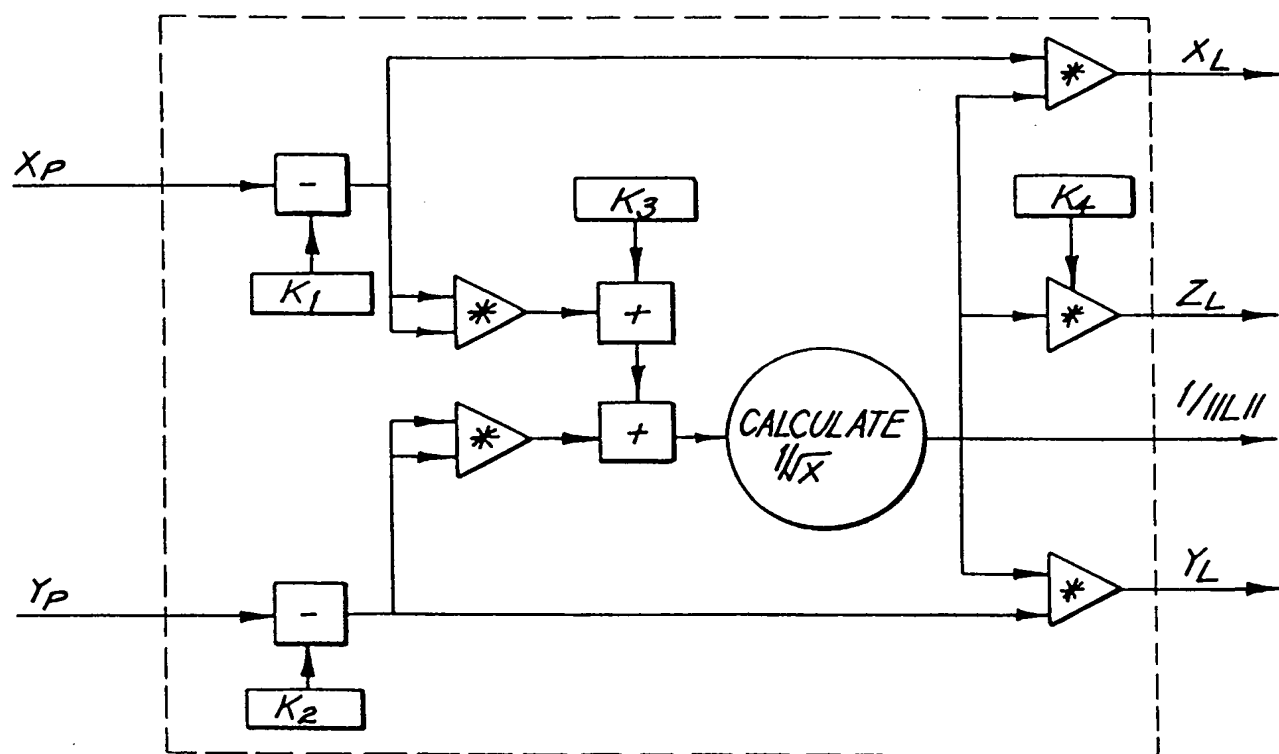 X_L
*
X_P
-
K_3
K_4
K_1
*
+
*
Z_L
*
+
CALCULATE
1/√X
1/||L||
Y_P
-
*
Y_L
K_2